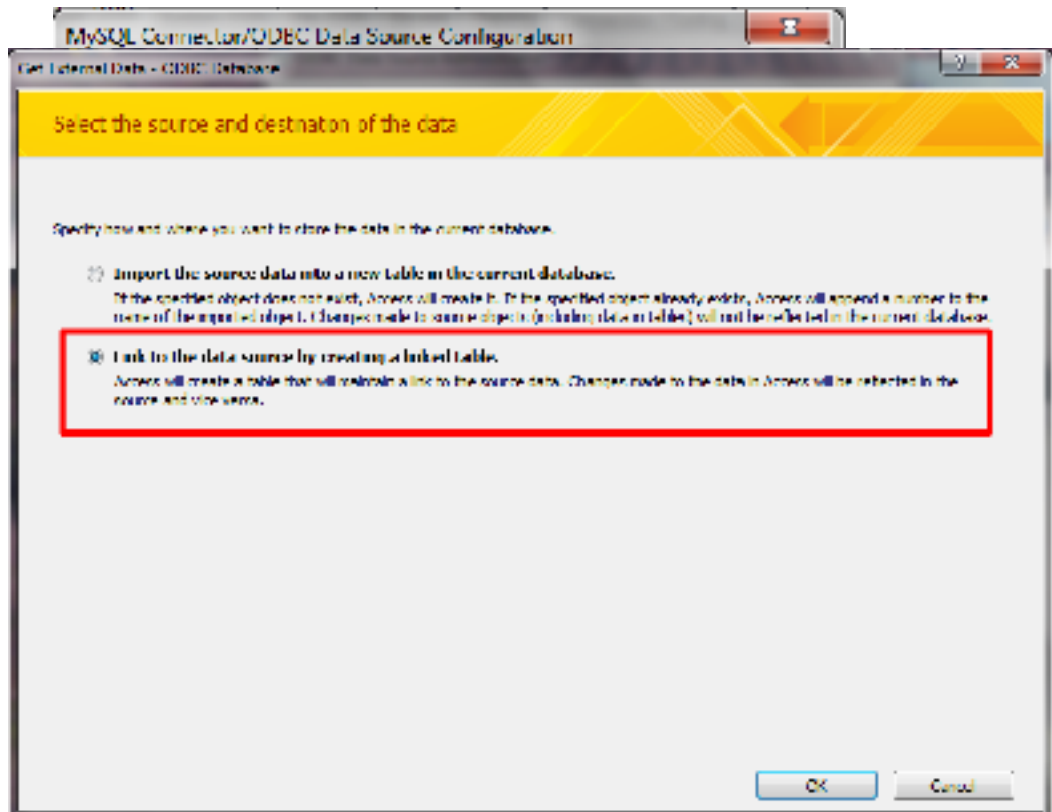 MySQL Connector/ODBC Data Source Configuration
Get External Data - ODBC Database
Select the source and destination of the data
Specify how and where you want to store the data in the current database.
Import the source data into a new table in the current database.
If the specified object does not exist, Access will create it. If the specified object already exists, Access will append a number to the
name of the imported object. Changes made to source objects (including data in tables) will not be reflected in the current database.
Link to the data source by creating a linked table.
Access will create a table that will maintain a link to the source data. Changes made to the data in Access will be reflected in the
source and vice versa.
OK
Cancel